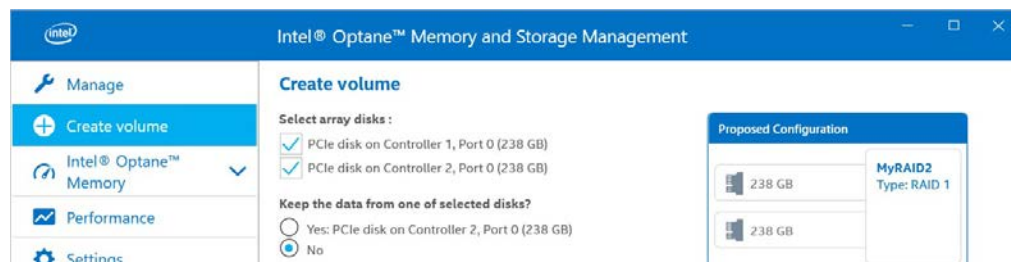 intel
Intel® Optane™ Memory and Storage Management
Manage
Create volume
Intel® Optane™
Memory
Performance
Settings
Create volume
Select array disks :
PCIe disk on Controller 1, Port 0 (238 GB)
PCIe disk on Controller 2, Port 0 (238 GB)
Keep the data from one of selected disks?
Yes: PCIe disk on Controller 2, Port 0 (238 GB)
No
Proposed Configuration
238 GB
238 GB
MyRAID2
Type: RAID 1